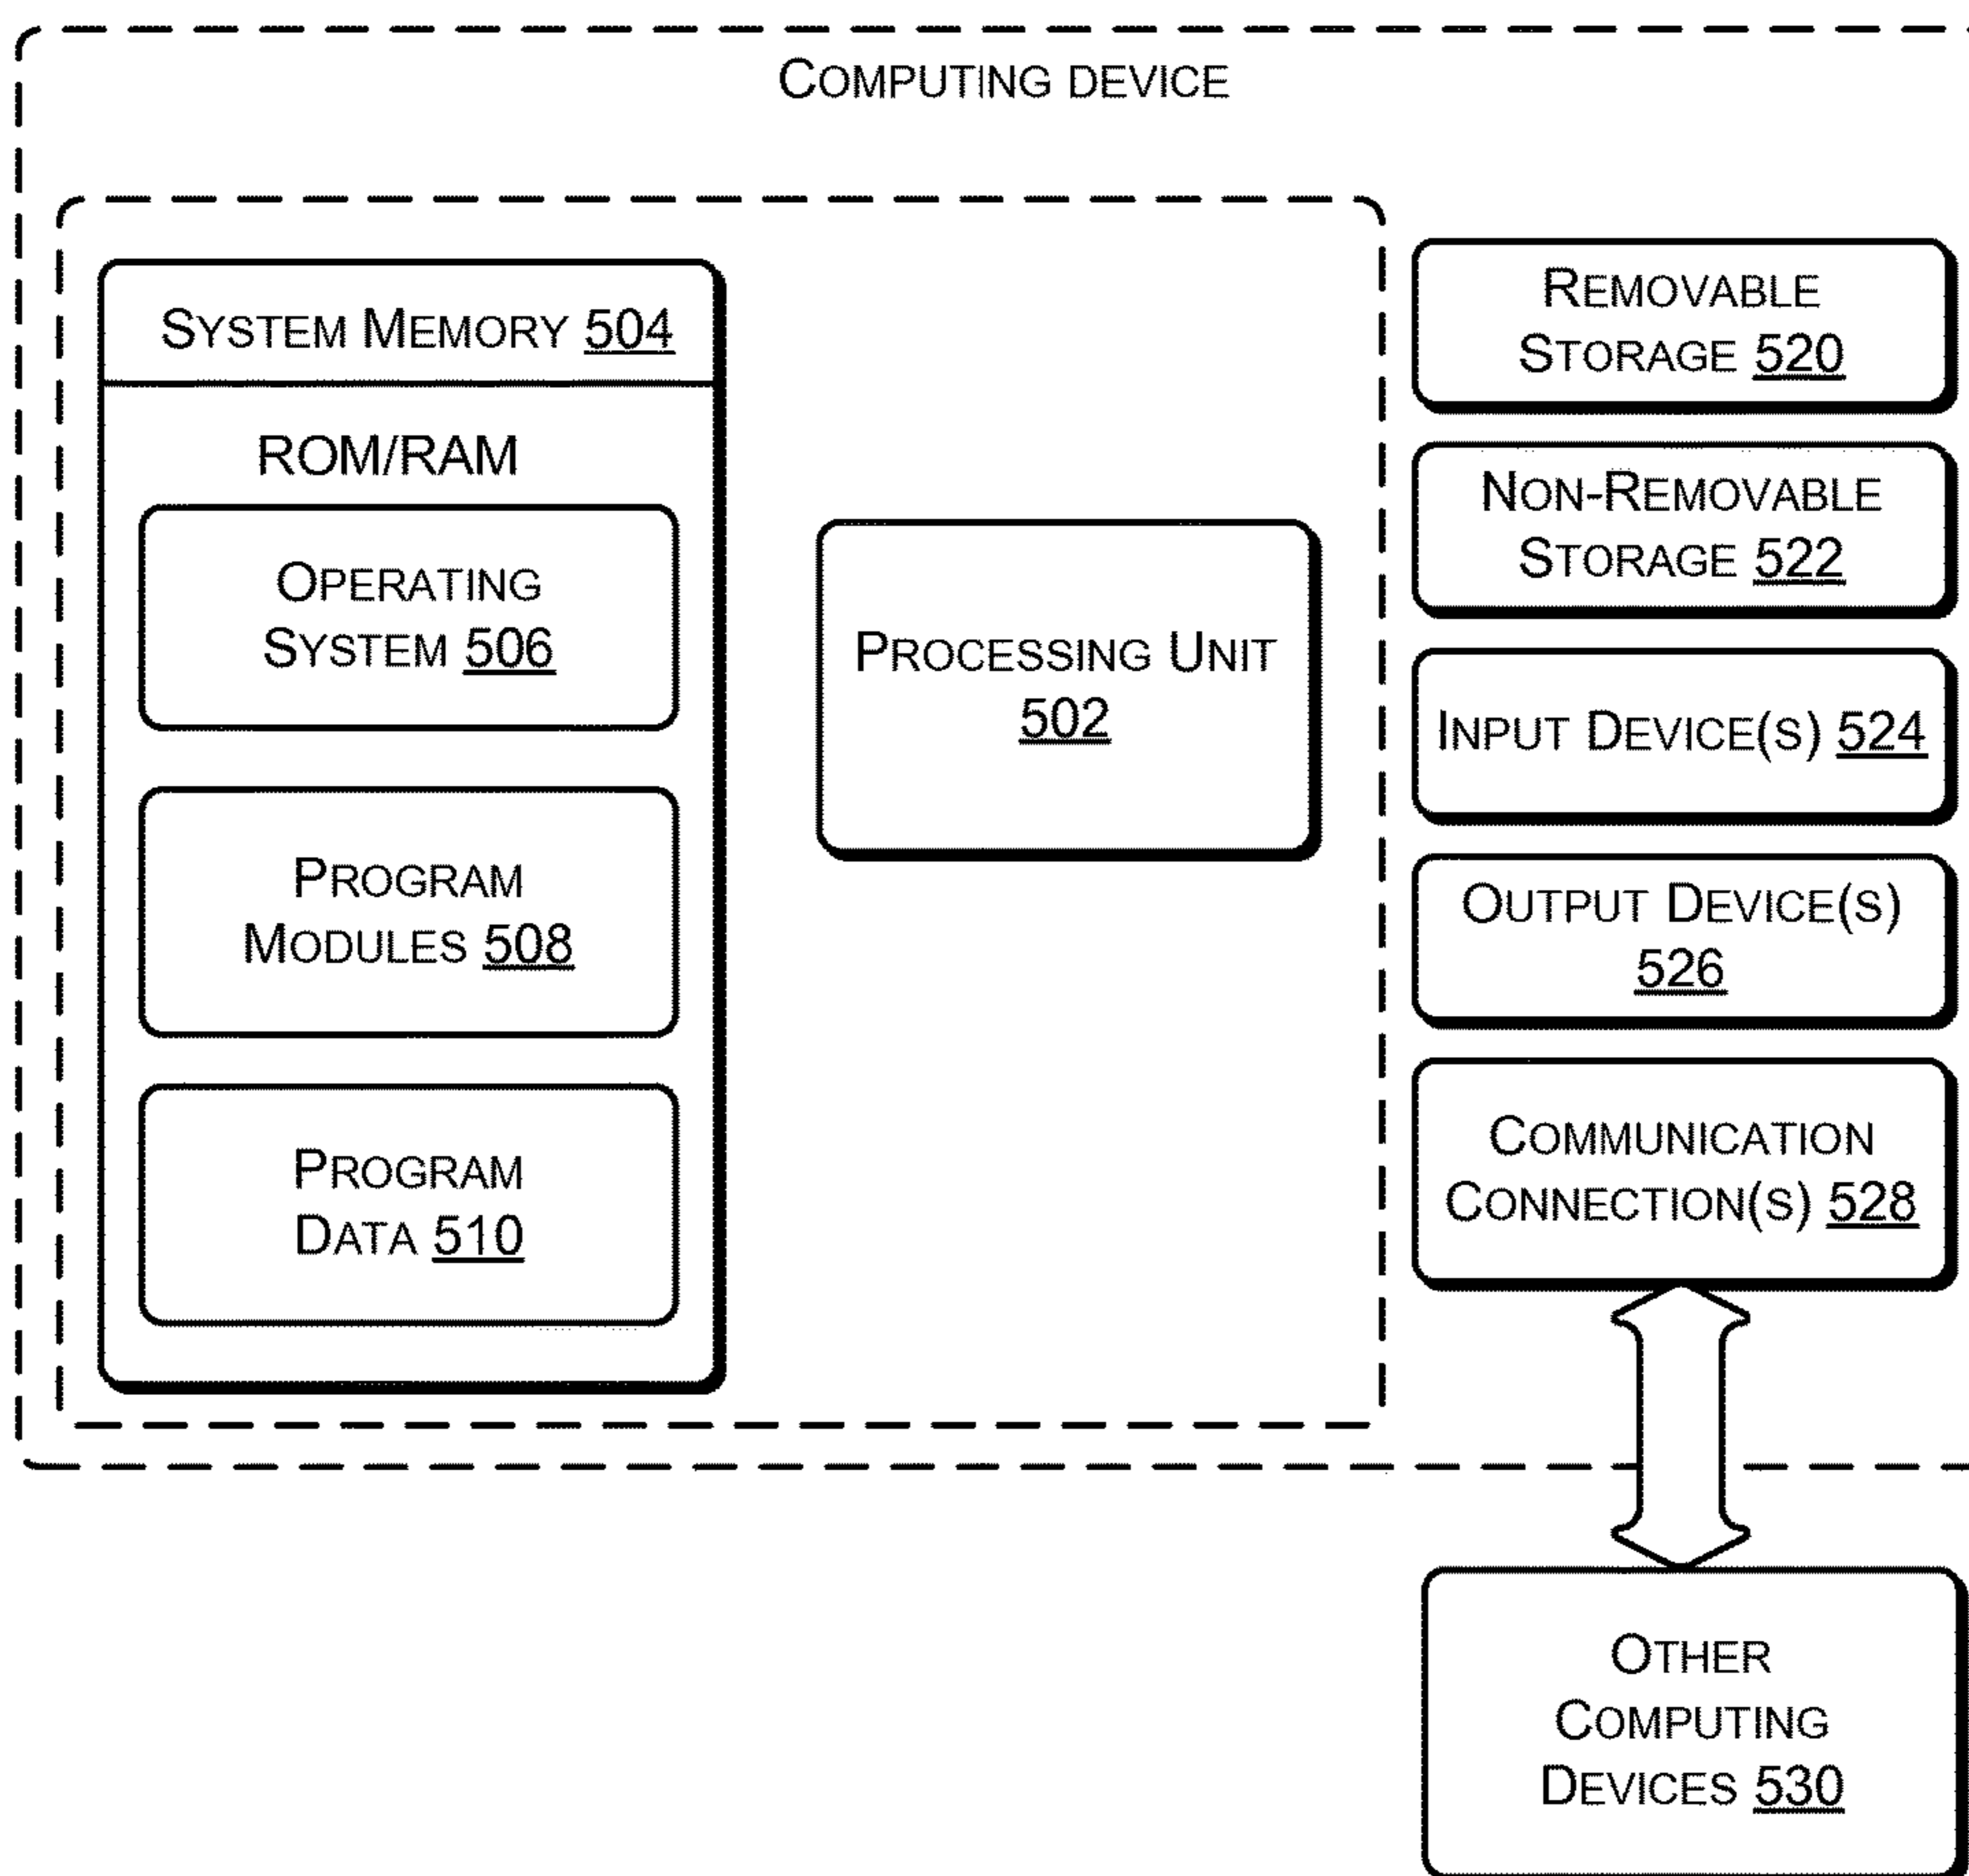 COMPUTING DEVICE
SYSTEM MEMORY 504
ROM/RAM
OPERATING
SYSTEM 506
PROGRAM
MODULES 508
PROGRAM
DATA 510
PROCESSING UNIT
502
REMOVABLE
STORAGE 520
NON-REMOVABLE
STORAGE 522
INPUT DEVICE(S) 524
OUTPUT DEVICE(S)
526
COMMUNICATION
CONNECTION(S) 528
OTHER
COMPUTING
DEVICES 530